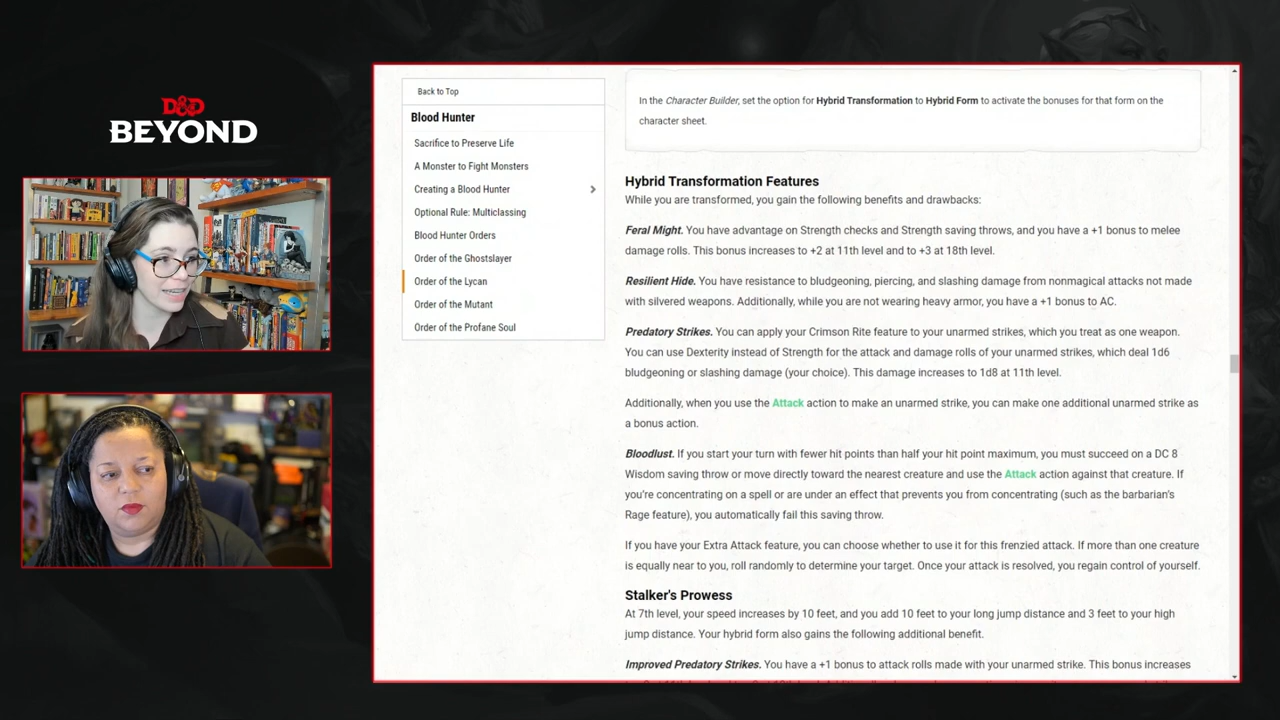 D&D
BEYOND
Back to Top
Blood Hunter
Sacrifice to Preserve Life
A Monster to Fight Monsters
Creating a Blood Hunter
Optional Rule: Multiclassing
Blood Hunter Orders
Order of the Ghostslayer
Order of the Lycan
Order of the Mutant
Order of the Profane Soul
In the Character Builder, set the option for Hybrid Transformation to Hybrid Form to activate the bonuses for that form on the
character sheet.
Hybrid Transformation Features
While you are transformed, you gain the following benefits and drawbacks:
Feral Might. You have advantage on Strength checks and Strength saving throws, and you have a +1 bonus to melee
damage rolls. This bonus increases to +2 at 11th level and to +3 at 18th level.
Resilient Hide. You have resistance to bludgeoning, piercing, and slashing damage from nonmagical attacks not made
with silvered weapons. Additionally, while you are not wearing heavy armor, you have a +1 bonus to AC.
Predatory Strikes. You can apply your Crimson Rite feature to your unarmed strikes, which you treat as one weapon.
You can use Dexterity instead of Strength for the attack and damage rolls of your unarmed strikes, which deal 1d6
bludgeoning or slashing damage (your choice). This damage increases to 1d8 at 11th level.
Additionally, when you use the Attack action to make an unarmed strike, you can make one additional unarmed strike as
a bonus action.
Bloodlust. If you start your turn with fewer hit points than half your hit point maximum, you must succeed on a DC 8
Wisdom saving throw or move directly toward the nearest creature and use the Attack action against that creature. If
you're concentrating on a spell or are under an effect that prevents you from concentrating (such as the barbarian's
Rage feature), you automatically fail this saving throw.
If you have your Extra Attack feature, you can choose whether to use it for this frenzied attack. If more than one creature
is equally near to you, roll randomly to determine your target. Once your attack is resolved, you regain control of yourself.
Stalker's Prowess
At 7th level, your speed increases by 10 feet, and you add 10 feet to your long jump distance and 3 feet to your high
jump distance. Your hybrid form also gains the following additional benefit.
Improved Predatory Strikes. You have a +1 bonus to attack rolls made with your unarmed strike. This bonus increases